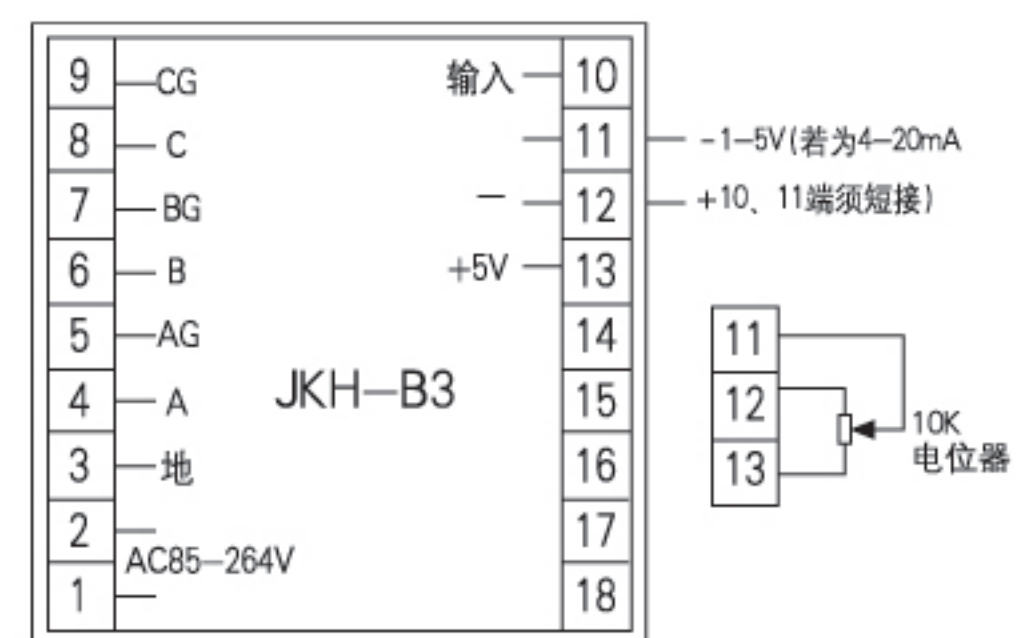 9 —CG 输入— 10
8 — C — 11 — -1—5V(若为4—20mA
7 —BG — — 12 — +10、11端须短接)
6 — B +5V— 13
5 —AG 14
4 — A JKH—B3 15
3 —地 16
2 — 17
AC85—264V
1 — 18
11
12 10K
电位器
13